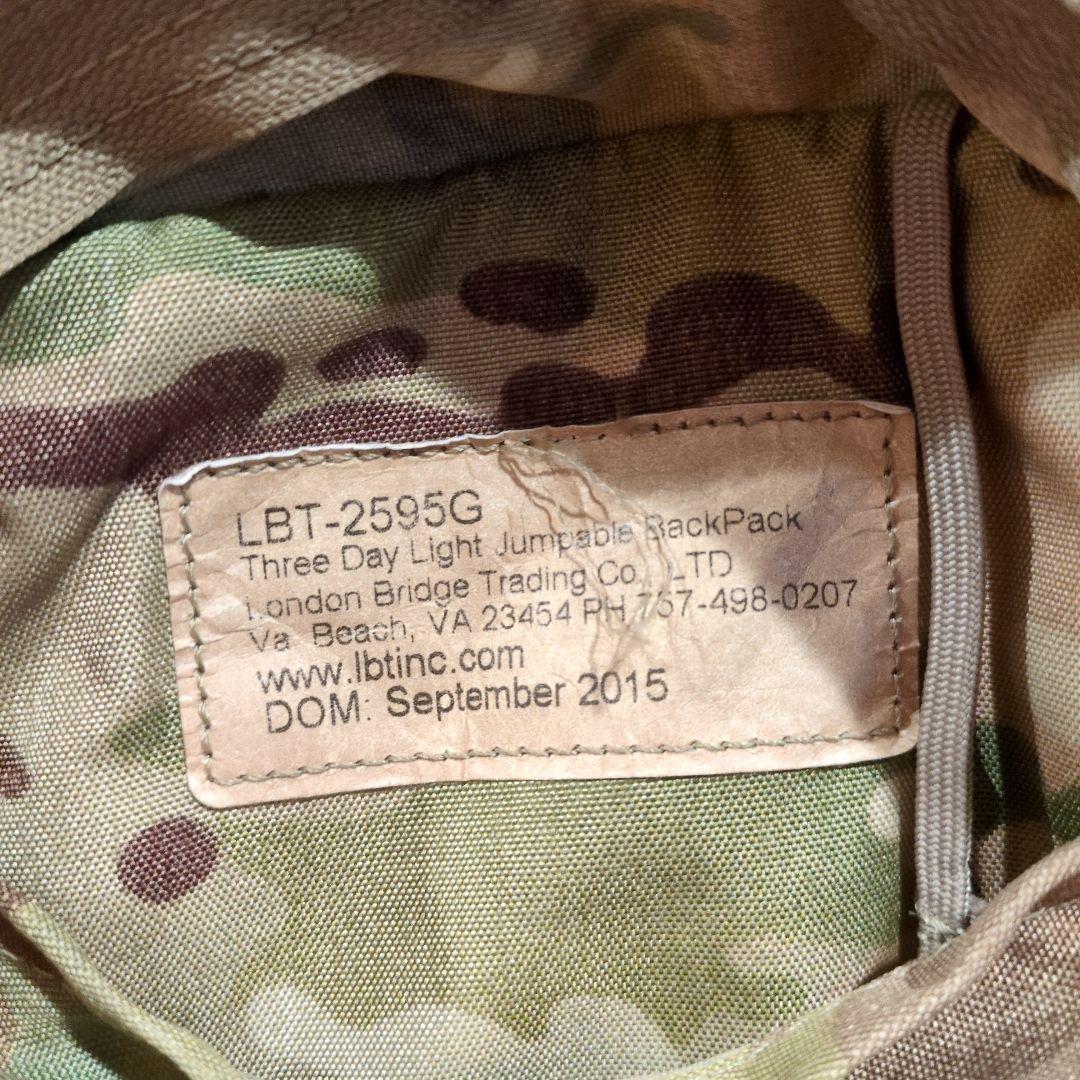 LBT-2595G
Three Day Light Jumpable BackPack
London Bridge Trading Co., LTD
Va. Beach, VA 23454 PH 757-498-0207
www.lbtinc.com
DOM: September 2015